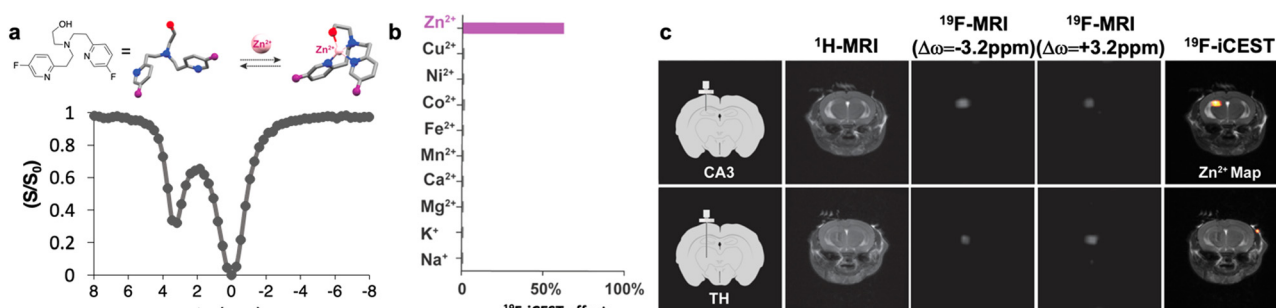 a
OH
N
N
N
F
F
=
Zn²⁺
Zn²⁺
(S/S₀)
1
0.8
0.6
0.4
0.2
0
8
6
4
2
0
-2
-4
-6
-8
b
Zn²⁺
Cu²⁺
Ni²⁺
Co²⁺
Fe²⁺
Mn²⁺
Ca²⁺
Mg²⁺
K⁺
Na⁺
0
50%
100%
c
¹H-MRI
¹⁹F-MRI
(Δω=-3.2ppm)
¹⁹F-MRI
(Δω=+3.2ppm)
¹⁹F-iCEST
CA3
Zn²⁺ Map
TH